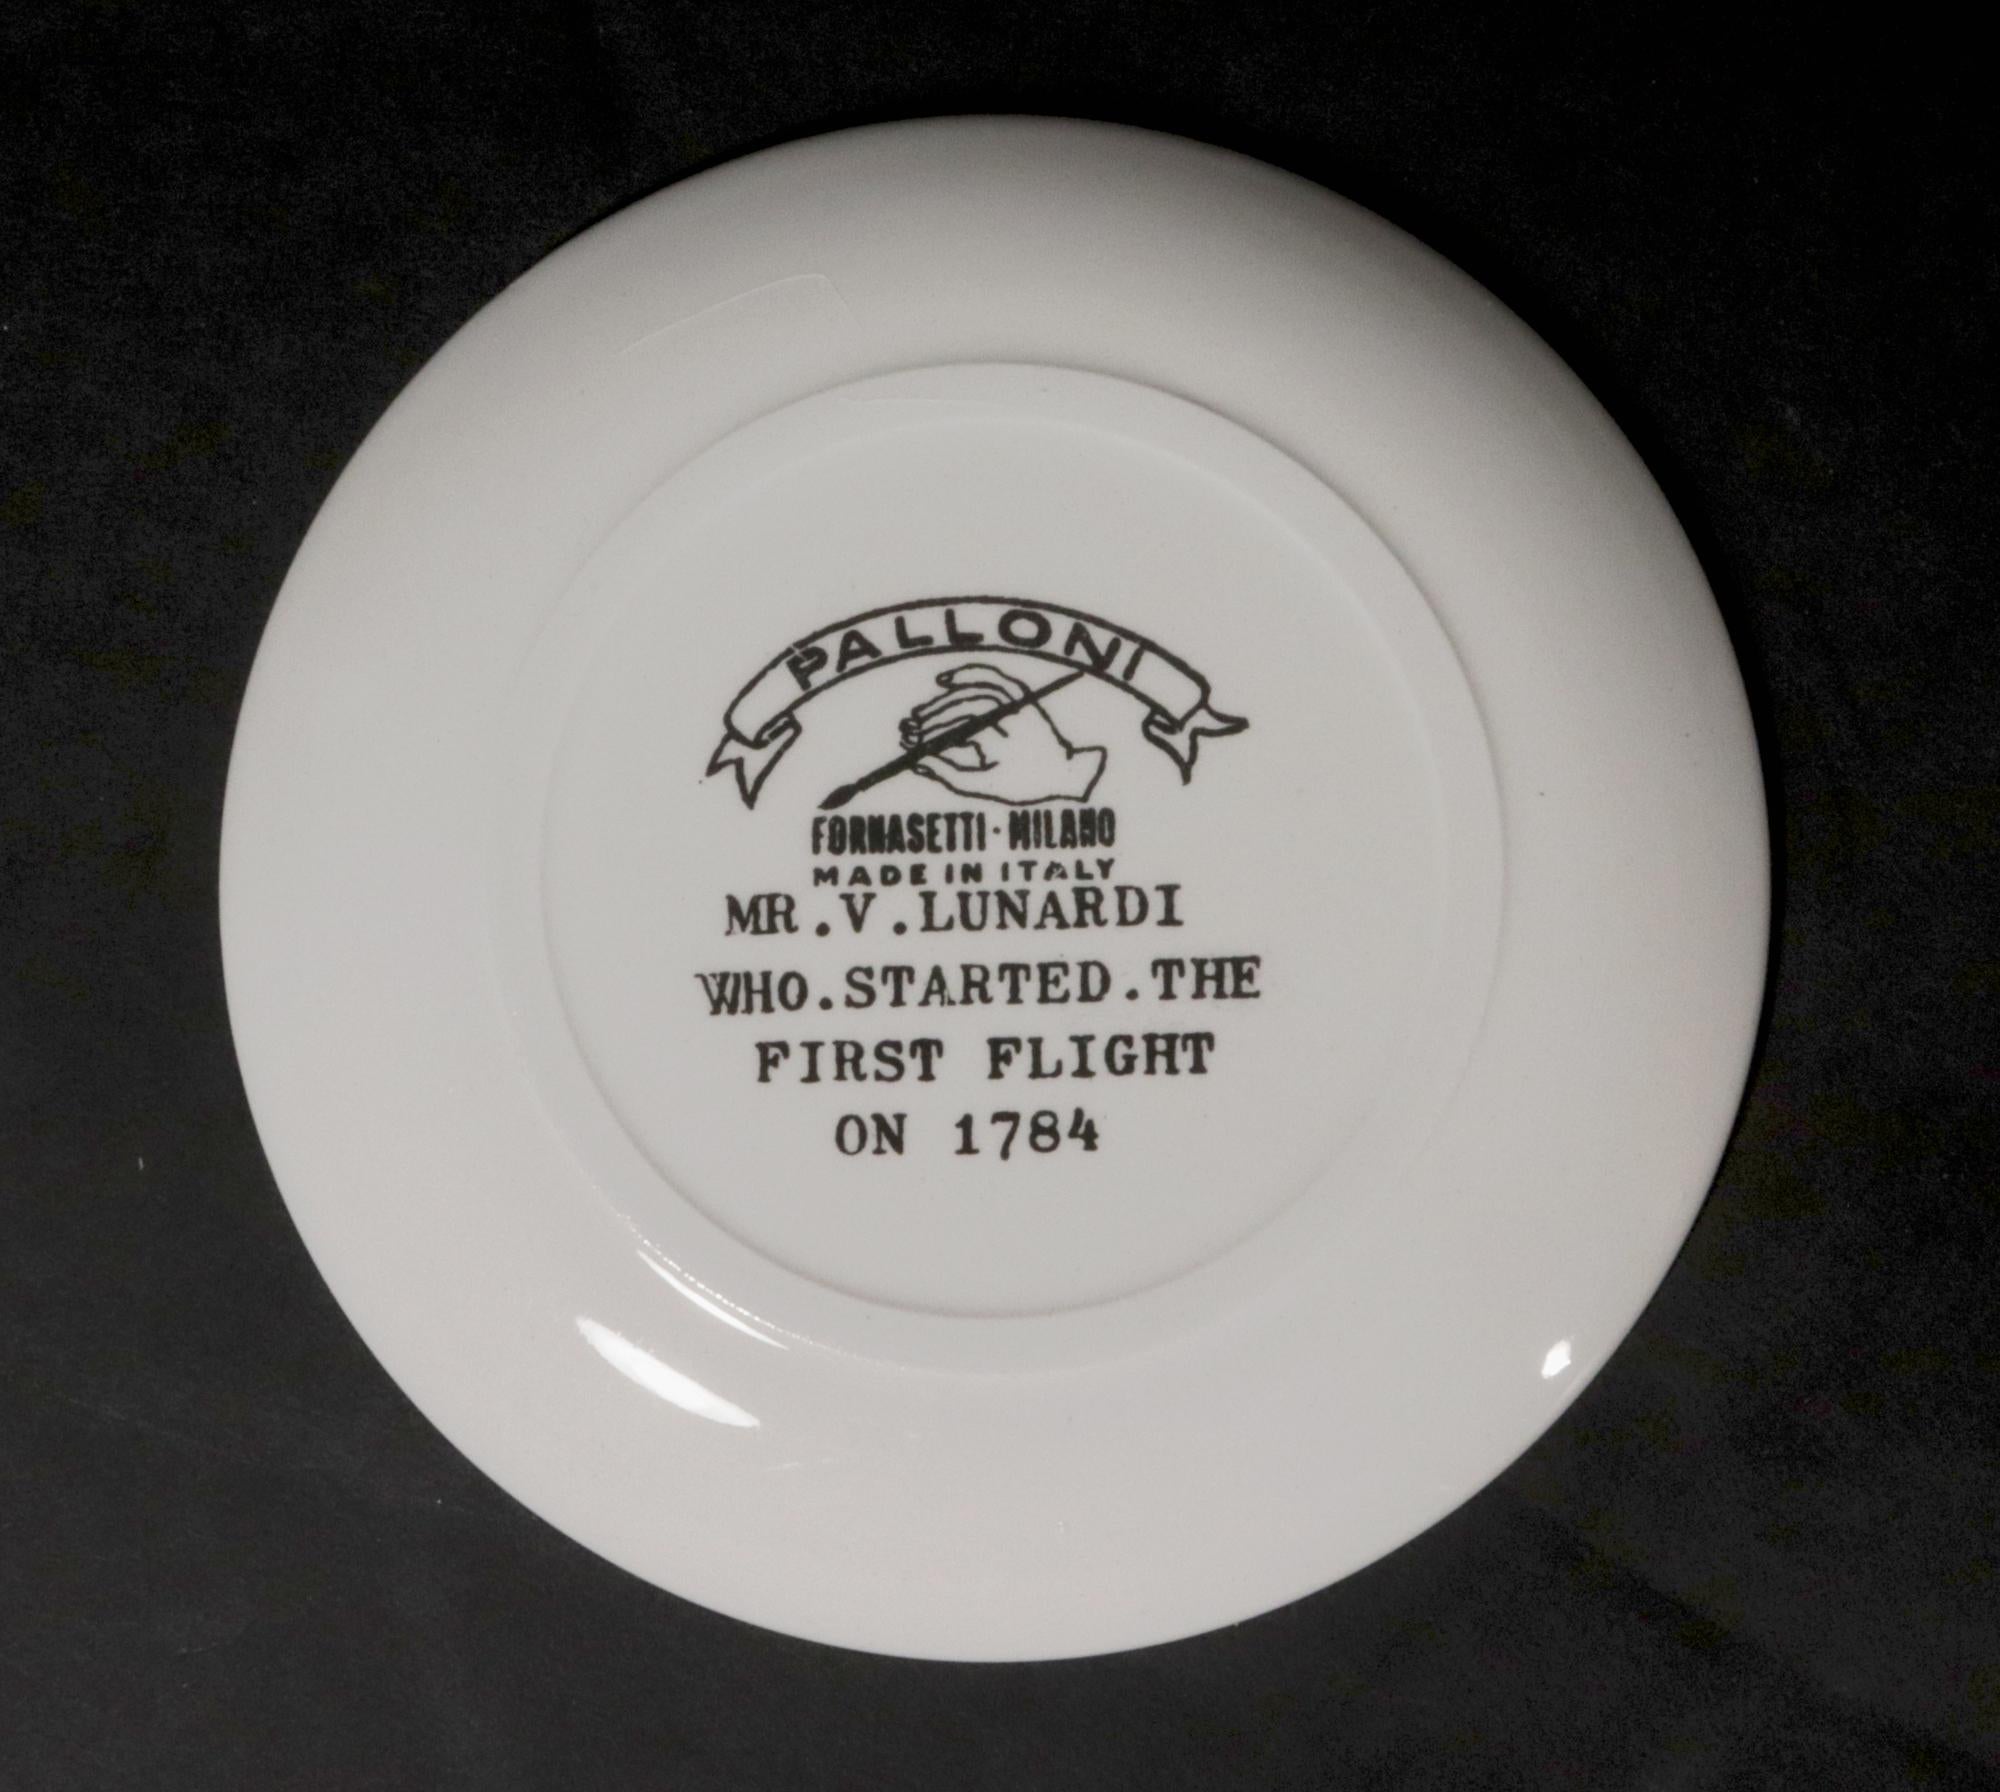 PALLONI
FORNASETTI·MILANO
MADE IN ITALY
MR.V.LUNARDI
WHO.STARTED.THE
FIRST FLIGHT
ON 1784